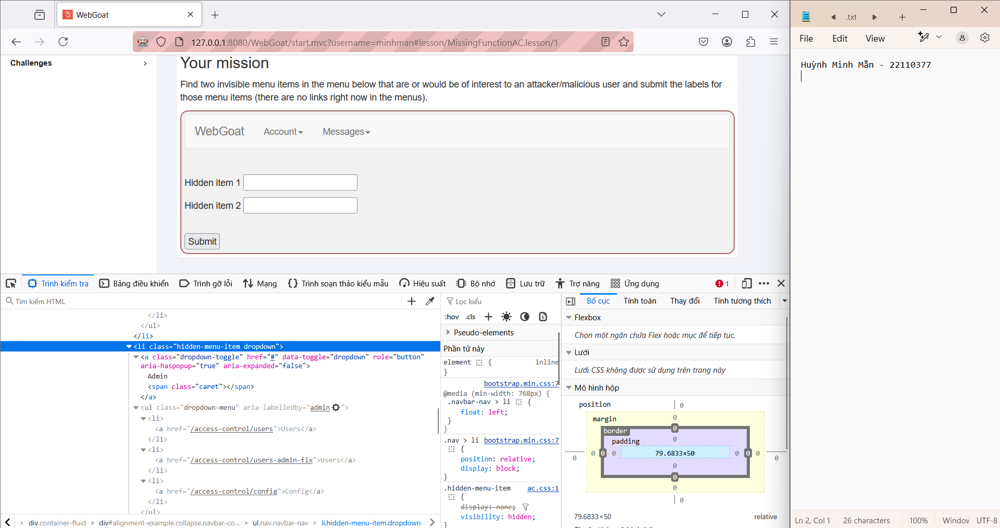 WebGoat
127.0.0.1:8080/WebGoat/start.mvc?username=minhman#lesson/MissingFunctionAC.lesson/1
Challenges
Your mission
Find two invisible menu items in the menu below that are or would be of interest to an attacker/malicious user and submit the labels for
those menu items (there are no links right now in the menus).
WebGoat Account Messages
Hidden item 1
Hidden item 2
Submit
Trình kiểm tra Bảng điều khiển Trình gỡ lỗi Mạng Trình soạn thảo kiểu mẫu Hiệu suất Bộ nhớ Lưu trữ Trợ năng Ứng dụng 1
Tìm kiếm HTML
</li>
</ul>
</li>
<li class="hidden-menu-item dropdown">
<a class="dropdown-toggle" href="#" data-toggle="dropdown" role="button"
aria-haspopup="true" aria-expanded="false">
Admin
<span class="caret"></span>
</a>
<ul class="dropdown-menu" aria-labelledby="admin">
<li>
<a href="/access-control/users">Users</a>
</li>
<li>
<a href="/access-control/users-admin-fix">Users</a>
</li>
<li>
<a href="/access-control/config">Config</a>
</li>
</ul>
div.container-fluid div#alignment-example.collapse.navbar-co... ul.nav.navbar-nav li.hidden-menu-item.dropdown
Lọc kiểu
:hov .cls
Pseudo-elements
Phần tử này
element { inline
}
bootstrap.min.css:7
@media (min-width: 768px) {
.navbar-nav > li {
float: left;
}
}
.nav > li bootstrap.min.css:7
{
position: relative;
display: block;
}
.hidden-menu-item ac.css:1
{
display: none;
visibility: hidden;
}
Bố cục Tính toán Thay đổi Tính tương thích
Flexbox
Chọn một ngăn chứa Flex hoặc mục để tiếp tục.
Lưới
Lưới CSS không được sử dụng trên trang này
Mô hình hộp
position 0
margin 0
border 0
padding 0
0 0 0 0 79.6833×50 0 0 0 0
0
0
0
0
79.6833×50 relative
.txt
File Edit View
Huỳnh Minh Mẫn - 22110377
Ln 2, Col 1 26 characters 100% Window UTF-8